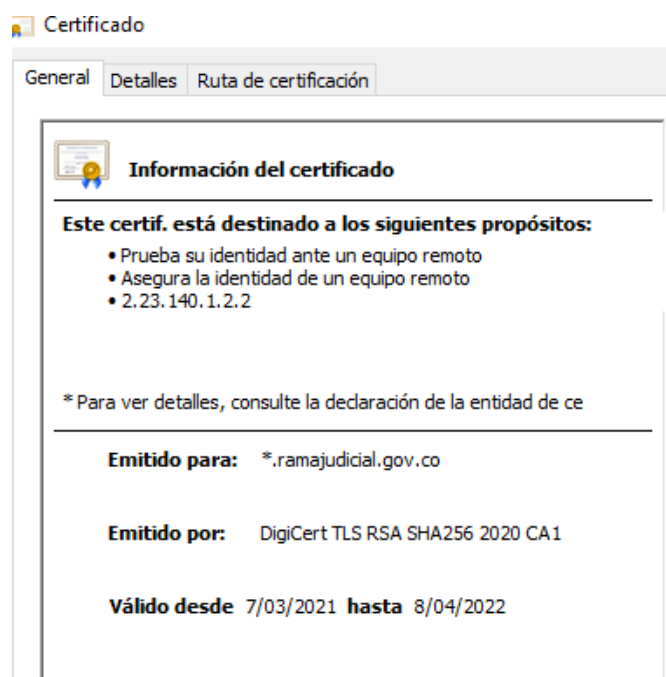 Certificado
General Detalles Ruta de certificación
Información del certificado
Este certif. está destinado a los siguientes propósitos:
• Prueba su identidad ante un equipo remoto
• Asegura la identidad de un equipo remoto
• 2.23.140.1.2.2
* Para ver detalles, consulte la declaración de la entidad de ce
Emitido para: *.ramajudicial.gov.co
Emitido por: DigiCert TLS RSA SHA256 2020 CA1
Válido desde 7/03/2021 hasta 8/04/2022